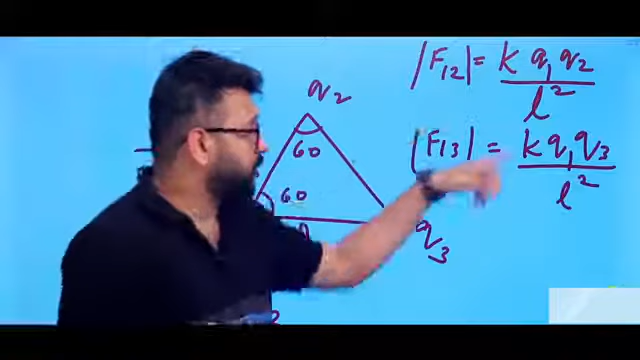 |F₁₂| = k q₁ q₂ / l²
q₂
|F₁₃| = k q₁ q₃ / l²
60
60
q₃